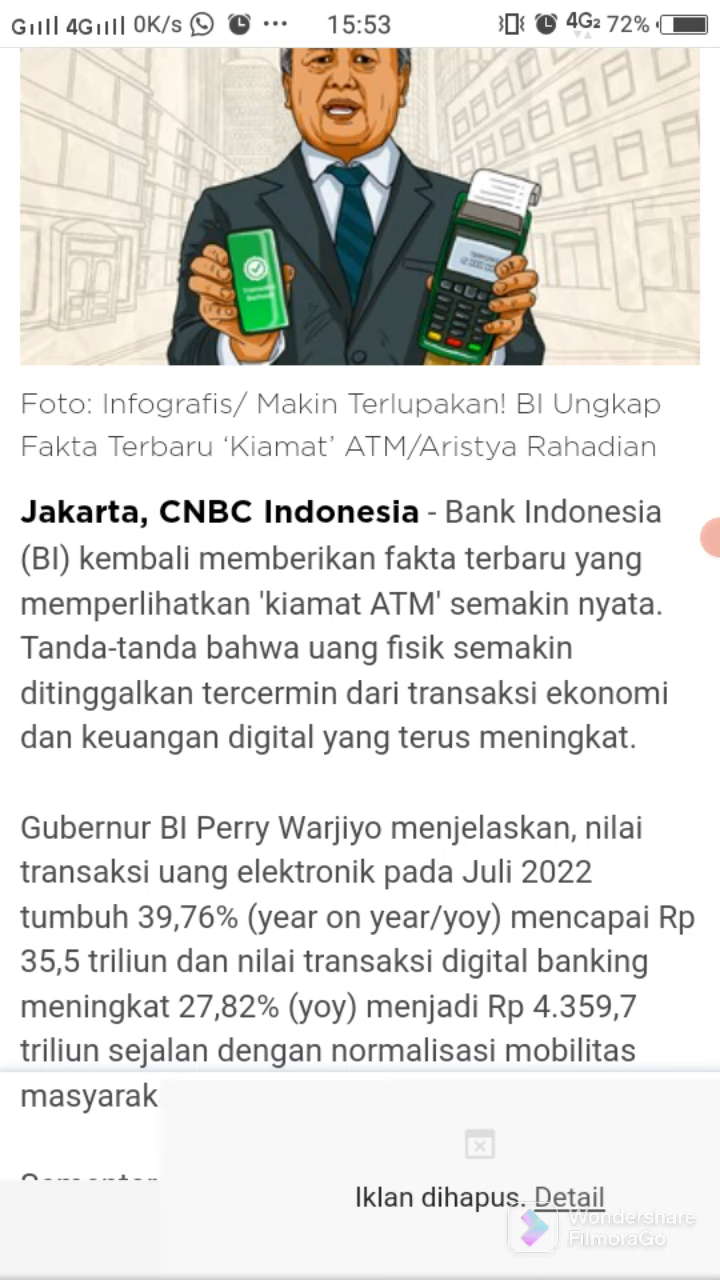 4G 0K/s ... 15:53 4G2 72%
Foto: Infografis/ Makin Terlupakan! BI Ungkap
Fakta Terbaru ‘Kiamat’ ATM/Aristya Rahadian
Jakarta, CNBC Indonesia - Bank Indonesia
(BI) kembali memberikan fakta terbaru yang
memperlihatkan 'kiamat ATM' semakin nyata.
Tanda-tanda bahwa uang fisik semakin
ditinggalkan tercermin dari transaksi ekonomi
dan keuangan digital yang terus meningkat.
Gubernur BI Perry Warjiyo menjelaskan, nilai
transaksi uang elektronik pada Juli 2022
tumbuh 39,76% (year on year/yoy) mencapai Rp
35,5 triliun dan nilai transaksi digital banking
meningkat 27,82% (yoy) menjadi Rp 4.359,7
triliun sejalan dengan normalisasi mobilitas
masyarak
Iklan dihapus. Detail
Wondershare
FilmoraGo